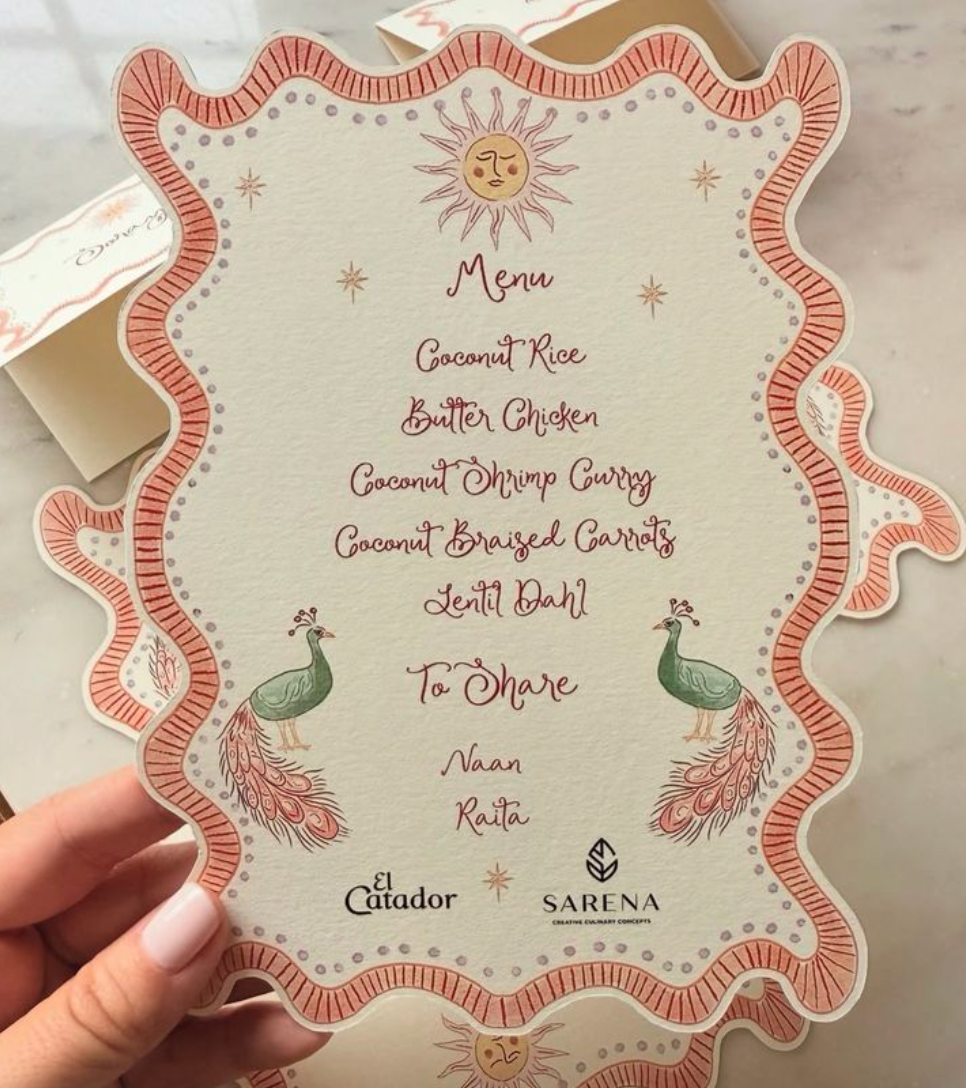 Menu
Coconut Rice
Butter Chicken
Coconut Shrimp Curry
Coconut Braised Carrots
Lentil Dahl
To Share
Naan
Raita
El
Catador
SARENA
CREATIVE CULINARY CONCEPTS